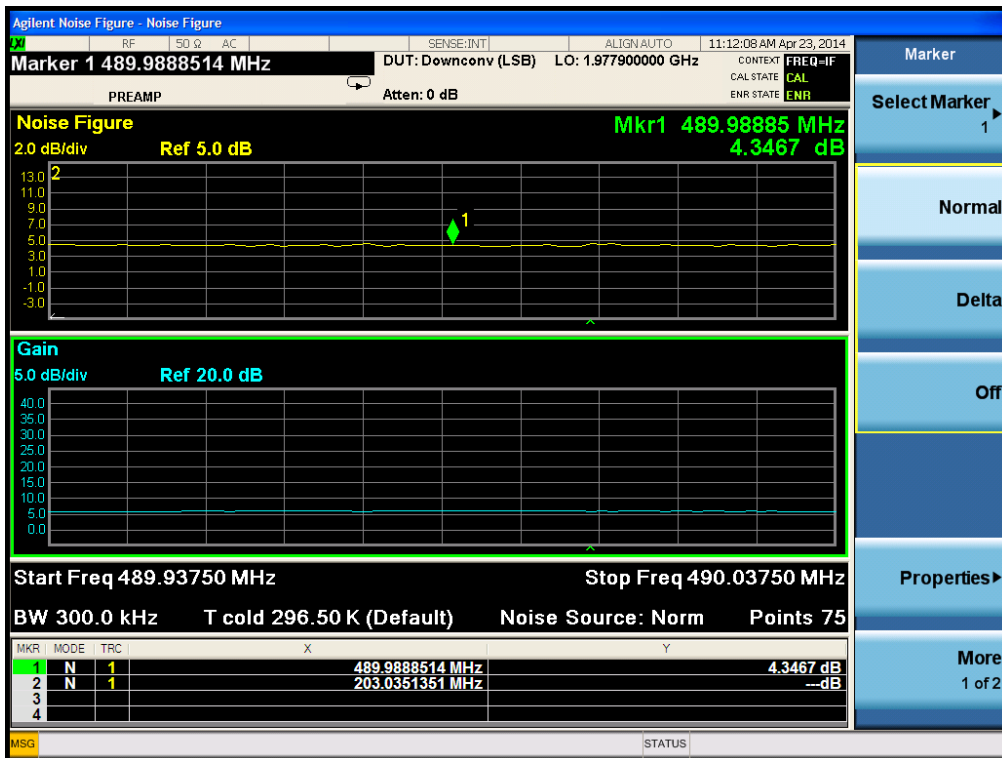 Agilent Noise Figure - Noise Figure
LXI RF 50 Ω AC SENSE:INT ALIGN AUTO 11:12:08 AM Apr 23, 2014
Marker 1 489.9888514 MHz
DUT: Downconv (LSB) LO: 1.977900000 GHz
CONTEXT FREQ=IF
CAL STATE CAL
PREAMP
Atten: 0 dB
ENR STATE ENR
Noise Figure
Mkr1 489.98885 MHz
2.0 dB/div Ref 5.0 dB
4.3467 dB
13.0
2
11.0
9.0
1
7.0
5.0
3.0
1.0
-1.0
-3.0
Gain
5.0 dB/div Ref 20.0 dB
40.0
35.0
30.0
25.0
20.0
15.0
10.0
5.0
0.0
Start Freq 489.93750 MHz Stop Freq 490.03750 MHz
BW 300.0 kHz T cold 296.50 K (Default) Noise Source: Norm Points 75
MKR MODE TRC X Y
1 N 1 489.9888514 MHz 4.3467 dB
2 N 1 203.0351351 MHz ---dB
3
4
MSG STATUS
Marker
Select Marker
1
Normal
Delta
Off
Properties
More
1 of 2